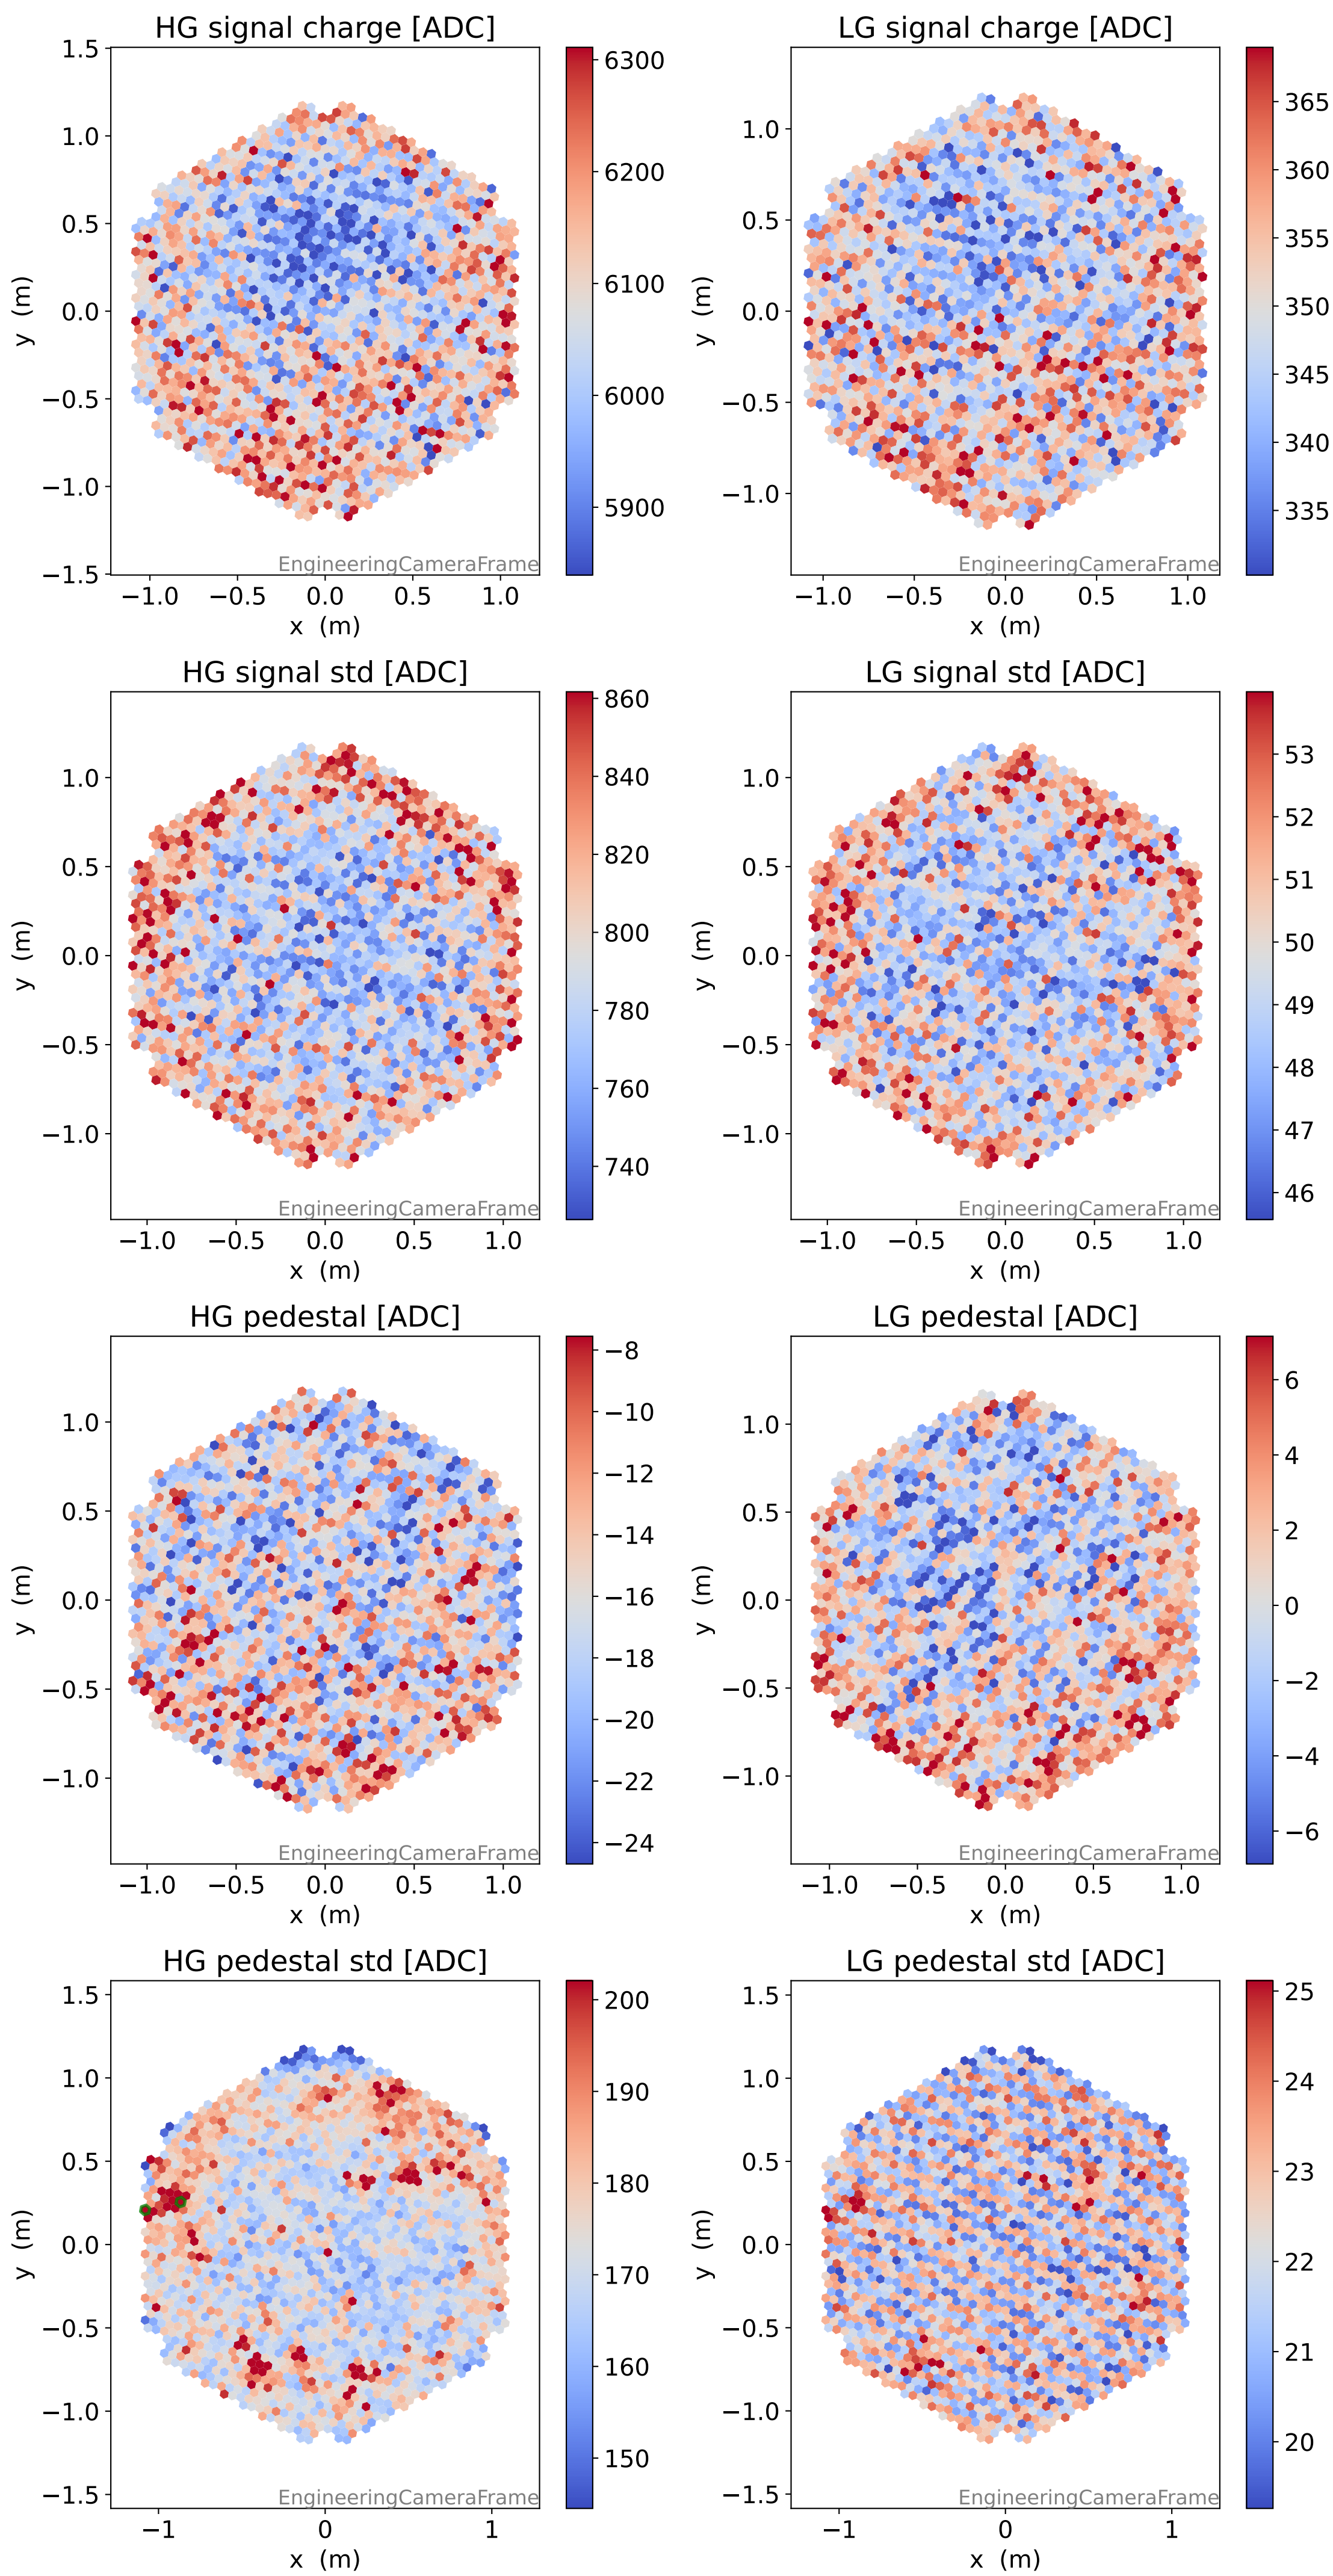 HG signal charge [ADC]
1.5
1.0
0.5
0.0
−0.5
−1.0
−1.5
y (m)
−1.0 −0.5 0.0 0.5 1.0
x (m)
EngineeringCameraFrame
6300
6200
6100
6000
5900
LG signal charge [ADC]
1.0
0.5
0.0
−0.5
−1.0
y (m)
−1.0 −0.5 0.0 0.5 1.0
x (m)
EngineeringCameraFrame
365
360
355
350
345
340
335
HG signal std [ADC]
1.0
0.5
0.0
−0.5
−1.0
y (m)
−1.0 −0.5 0.0 0.5 1.0
x (m)
EngineeringCameraFrame
860
840
820
800
780
760
740
LG signal std [ADC]
1.0
0.5
0.0
−0.5
−1.0
y (m)
−1.0 −0.5 0.0 0.5 1.0
x (m)
EngineeringCameraFrame
53
52
51
50
49
48
47
46
HG pedestal [ADC]
1.0
0.5
0.0
−0.5
−1.0
y (m)
−1.0 −0.5 0.0 0.5 1.0
x (m)
EngineeringCameraFrame
−8
−10
−12
−14
−16
−18
−20
−22
−24
LG pedestal [ADC]
1.0
0.5
0.0
−0.5
−1.0
y (m)
−1.0 −0.5 0.0 0.5 1.0
x (m)
EngineeringCameraFrame
6
4
2
0
−2
−4
−6
HG pedestal std [ADC]
1.5
1.0
0.5
0.0
−0.5
−1.0
−1.5
y (m)
−1 0 1
x (m)
EngineeringCameraFrame
200
190
180
170
160
150
LG pedestal std [ADC]
1.5
1.0
0.5
0.0
−0.5
−1.0
−1.5
y (m)
−1 0 1
x (m)
EngineeringCameraFrame
25
24
23
22
21
20